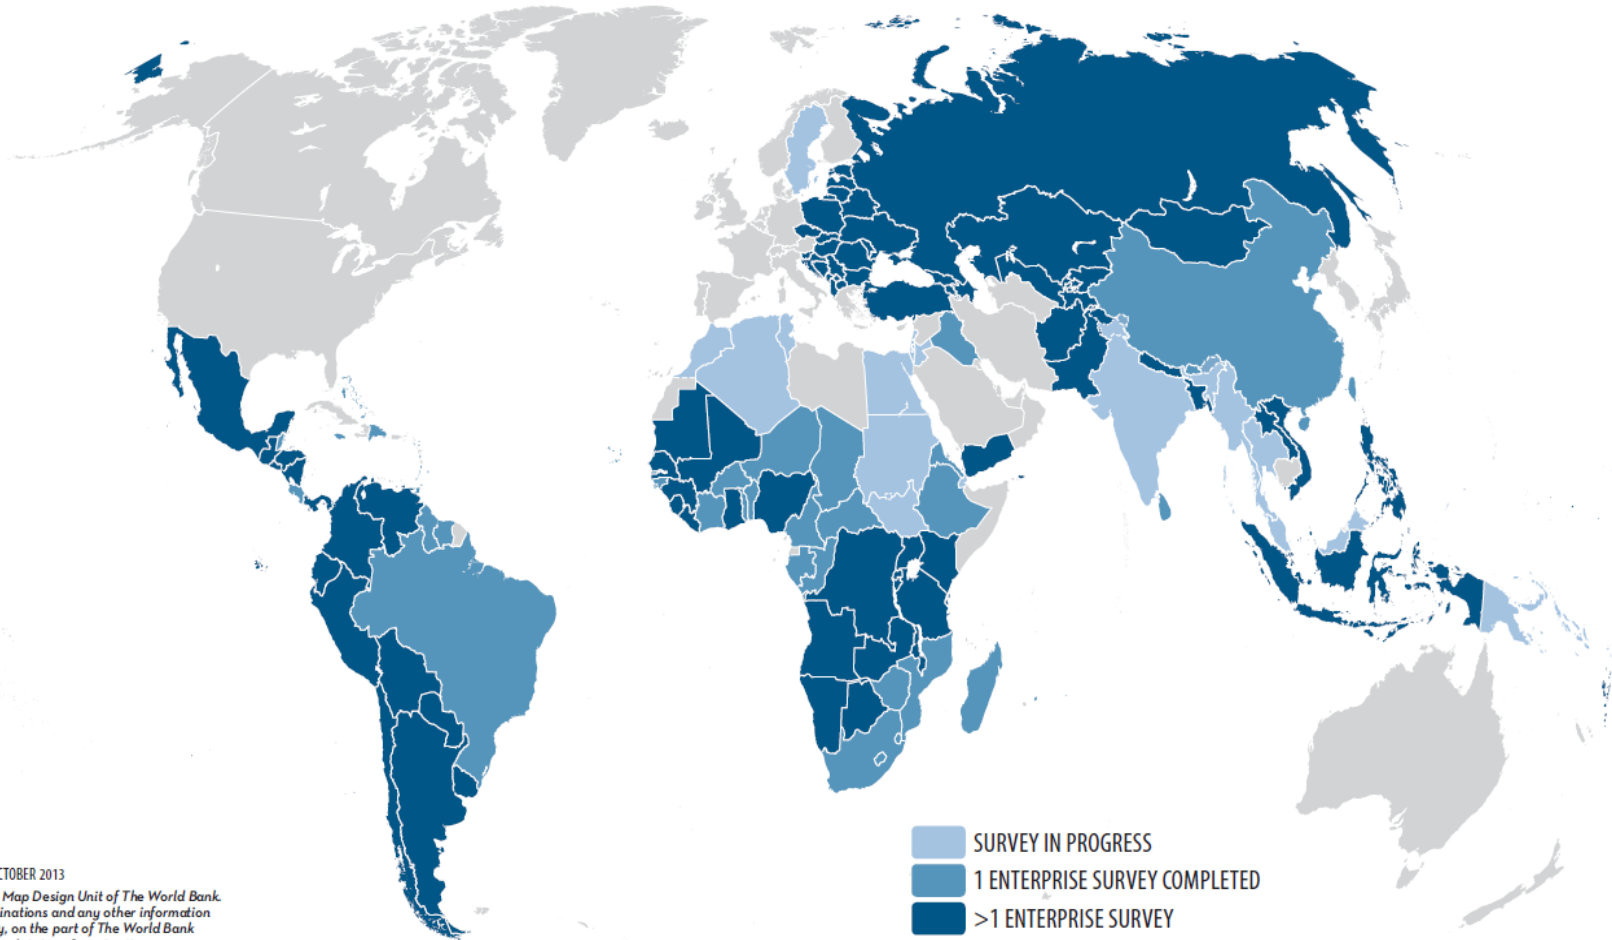 SURVEY IN PROGRESS
1 ENTERPRISE SURVEY COMPLETED
>1 ENTERPRISE SURVEY
CTOBER 2013
Map Design Unit of The World Bank.
inations and any other information
y, on the part of The World Bank